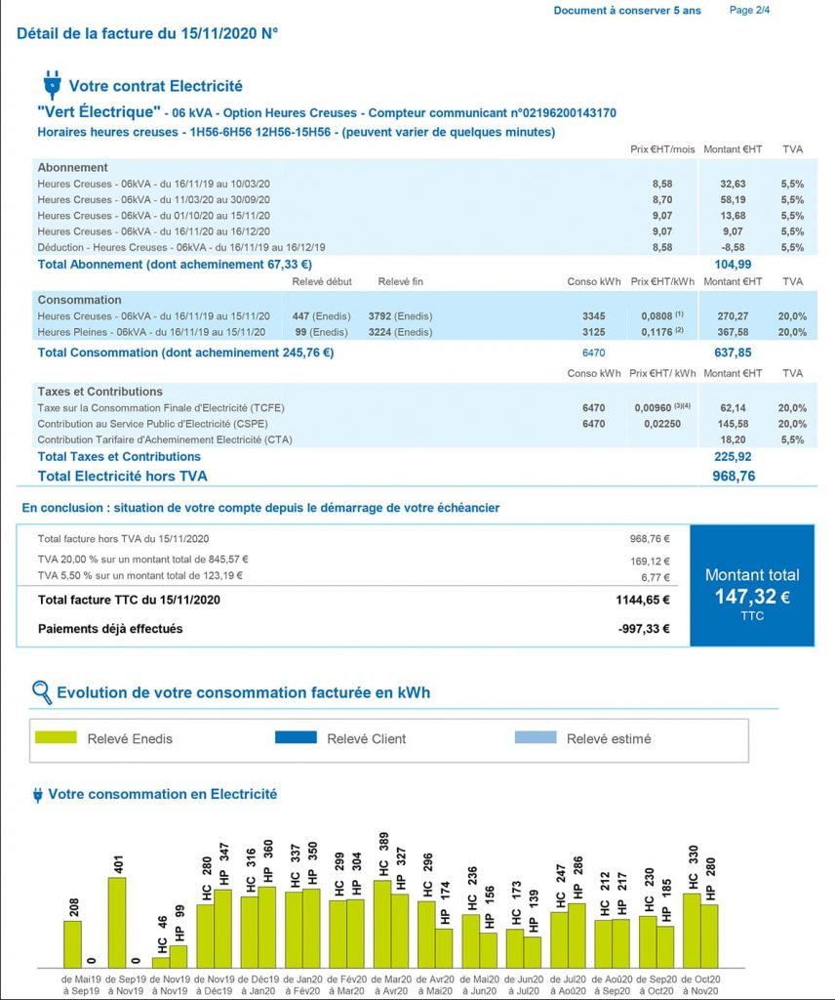 Document à conserver 5 ans Page 2/4
Détail de la facture du 15/11/2020 N°
Votre contrat Electricité
"Vert Électrique" - 06 kVA - Option Heures Creuses - Compteur communicant n°02196200143170
Horaires heures creuses - 1H56-6H56 12H56-15H56 - (peuvent varier de quelques minutes)
Prix €HT/mois Montant €HT TVA
Abonnement
Heures Creuses - 06kVA - du 16/11/19 au 10/03/20 8,58 32,63 5,5%
Heures Creuses - 06kVA - du 11/03/20 au 30/09/20 8,70 58,19 5,5%
Heures Creuses - 06kVA - du 01/10/20 au 15/11/20 9,07 13,68 5,5%
Heures Creuses - 06kVA - du 16/11/20 au 16/12/20 9,07 9,07 5,5%
Déduction - Heures Creuses - 06kVA - du 16/11/19 au 16/12/19 8,58 -8,58 5,5%
Total Abonnement (dont acheminement 67,33 €) 104,99
Relevé début Relevé fin Conso kWh Prix €HT/kWh Montant €HT TVA
Consommation
Heures Creuses - 06kVA - du 16/11/19 au 15/11/20 447 (Enedis) 3792 (Enedis) 3345 0,0808 (1) 270,27 20,0%
Heures Pleines - 06kVA - du 16/11/19 au 15/11/20 99 (Enedis) 3224 (Enedis) 3125 0,1176 (2) 367,58 20,0%
Total Consommation (dont acheminement 245,76 €) 6470 637,85
Conso kWh Prix €HT/ kWh Montant €HT TVA
Taxes et Contributions
Taxe sur la Consommation Finale d'Electricité (TCFE) 6470 0,00960 (3)(4) 62,14 20,0%
Contribution au Service Public d'Electricité (CSPE) 6470 0,02250 145,58 20,0%
Contribution Tarifaire d'Acheminement Electricité (CTA) 18,20 5,5%
Total Taxes et Contributions 225,92
Total Electricité hors TVA 968,76
En conclusion : situation de votre compte depuis le démarrage de votre échéancier
Total facture hors TVA du 15/11/2020 968,76 €
TVA 20,00 % sur un montant total de 845,57 € 169,12 €
TVA 5,50 % sur un montant total de 123,19 € 6,77 €
Total facture TTC du 15/11/2020 1144,65 €
Paiements déjà effectués -997,33 €
Montant total
147,32 €
TTC
Evolution de votre consommation facturée en kWh
Relevé Enedis Relevé Client Relevé estimé
Votre consommation en Electricité
208 0 401 0 HC 46 HP 99 HC 280 HP 347 HC 316 HP 360 HC 337 HP 350 HC 299 HP 304 HC 389 HP 327 HC 296 HP 174 HC 236 HP 156 HC 173 HP 139 HC 247 HP 286 HC 212 HP 217 HC 230 HP 185 HC 330 HP 280
de Mai19 de Sep19 de Nov19 de Nov19 de Déc19 de Jan20 de Fév20 de Mar20 de Avr20 de Mai20 de Jun20 de Jul20 de Aoû20 de Sep20 de Oct20
à Sep19 à Nov19 à Nov19 à Déc19 à Jan20 à Fév20 à Mar20 à Avr20 à Mai20 à Jun20 à Jul20 à Aoû20 à Sep20 à Oct20 à Nov20